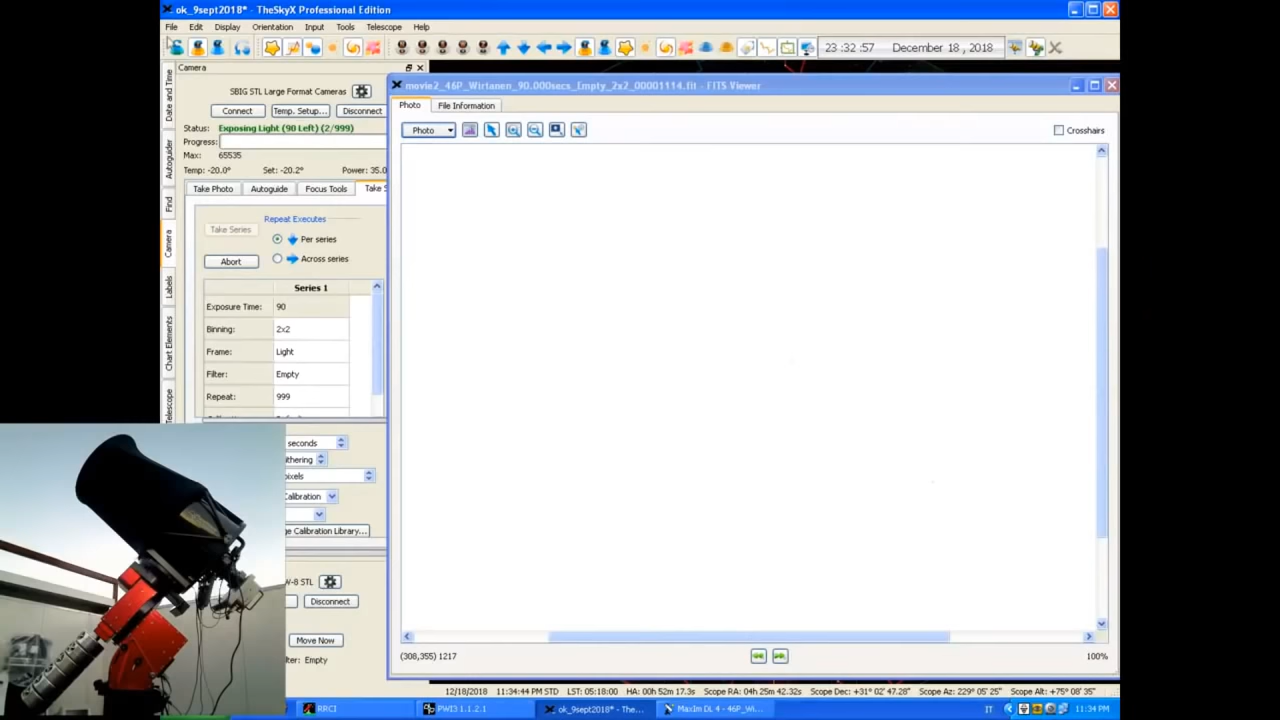 ok_9sept2018* - TheSkyX Professional Edition
File Edit Display Orientation Input Tools Telescope Help
23 : 32 : 57 December 18 , 2018
Camera
movie2_46P_Wirtanen_90.000secs_Empty_2x2_00001114.fit - FITS Viewer
Date and Time
Autoguider
Find
Camera
Labels
Chart Elements
Telescope
SBIG STL Large Format Cameras
Connect Temp. Setup... Disconnect
Status: Exposing Light (90 Left) (2/999)
Progress:
Max: 65535
Temp: -20.0° Set: -20.2° Power: 35.0
Take Photo Autoguide Focus Tools Take S
Repeat Executes
Take Series
Per series
Abort
Across series
Series 1
Exposure Time: 90
Binning: 2x2
Frame: Light
Filter: Empty
Repeat: 999
seconds
ithering
pixels
Calibration
ge Calibration Library...
W-8 STL
Disconnect
Move Now
lter: Empty
Photo File Information
Photo
Crosshairs
(308,355) 1217
100%
12/18/2018 11:34:44 PM STD LST: 05:18:00 HA: 00h 52m 17.3s Scope RA: 04h 25m 42.32s Scope Dec: +31° 02' 47.28" Scope Az: 229° 05' 25" Scope Alt: +75° 08' 35"
RRCI PWI3 1.1.2.1 ok_9sept2018* - The... MaxIm DL 4 - 46P_Wi... IT 11:34 PM